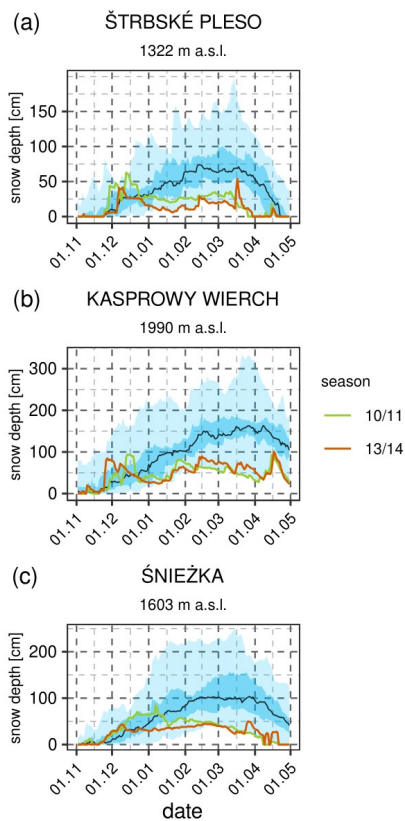 (a) ŠTRBSKÉ PLESO
1322 m a.s.l.
snow depth [cm]
150
100
50
0
01.11 01.12 01.01 01.02 01.03 01.04 01.05
(b) KASPROWY WIERCH
1990 m a.s.l.
snow depth [cm]
300
200
100
0
01.11 01.12 01.01 01.02 01.03 01.04 01.05
season
10/11
13/14
(c) ŚNIEŻKA
1603 m a.s.l.
snow depth [cm]
200
100
0
01.11 01.12 01.01 01.02 01.03 01.04 01.05
date